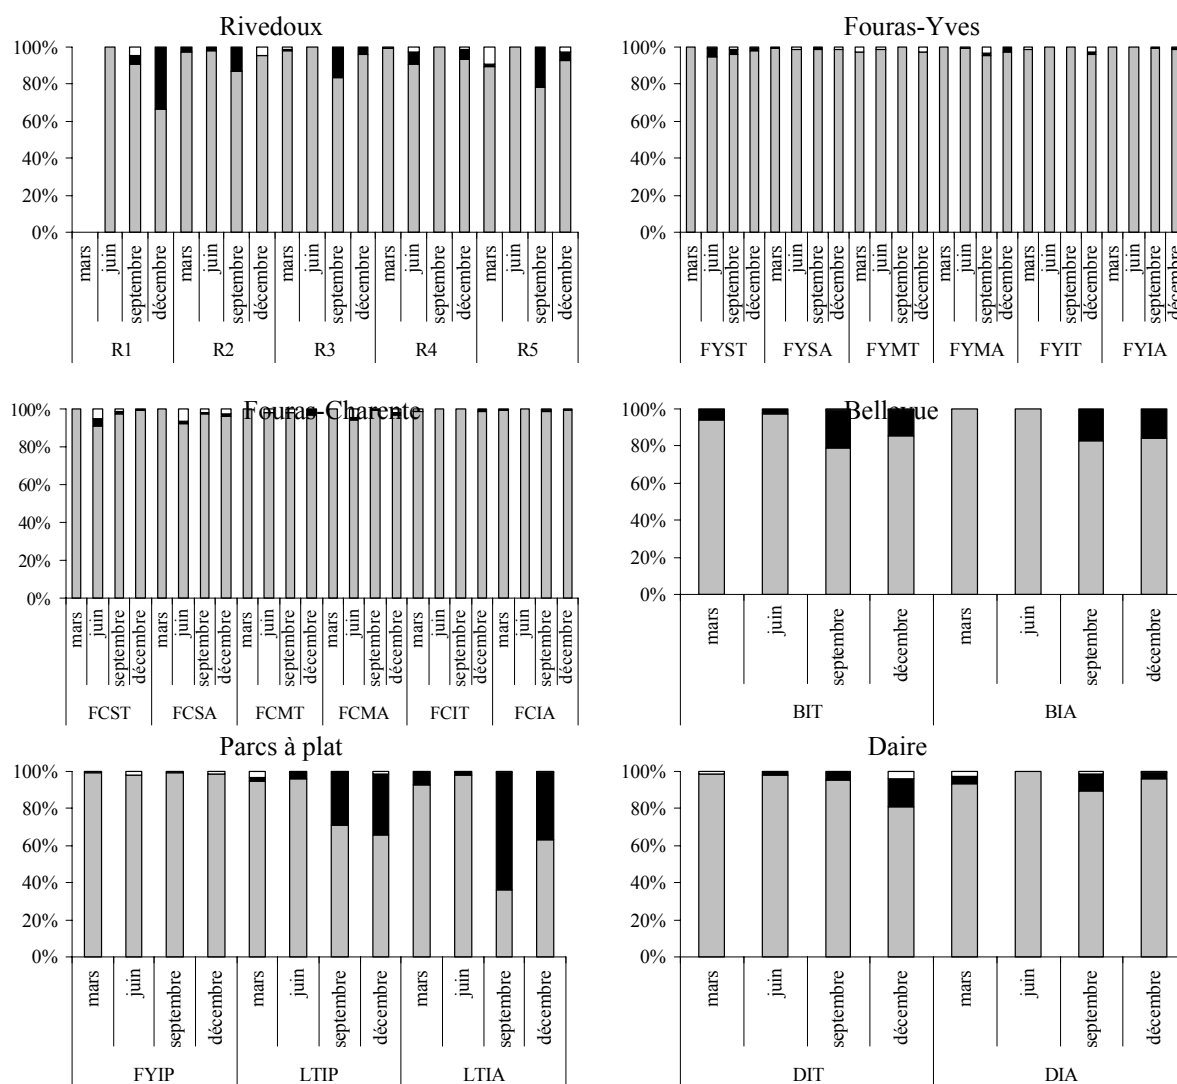 Rivedoux
100%
80%
60%
40%
20%
0%
mars juin septembre décembre mars juin septembre décembre mars juin septembre décembre mars juin septembre décembre mars juin septembre décembre
R1 R2 R3 R4 R5
Fouras-Yves
100%
80%
60%
40%
20%
0%
mars juin septembre décembre mars juin septembre décembre mars juin septembre décembre mars juin septembre décembre mars juin septembre décembre mars juin septembre décembre
FYST FYSA FYMT FYMA FYIT FYIA
Fouras-Charente
100%
80%
60%
40%
20%
0%
mars juin septembre décembre mars juin septembre décembre mars juin septembre décembre mars juin septembre décembre mars juin septembre décembre mars juin septembre décembre
FCST FCSA FCMT FCMA FCIT FCIA
Bellevue
100%
80%
60%
40%
20%
0%
mars juin septembre décembre mars juin septembre décembre
BIT BIA
Parcs à plat
100%
80%
60%
40%
20%
0%
mars juin septembre décembre mars juin septembre décembre mars juin septembre décembre
FYIP LTIP LTIA
Daire
100%
80%
60%
40%
20%
0%
mars juin septembre décembre mars juin septembre décembre
DIT DIA